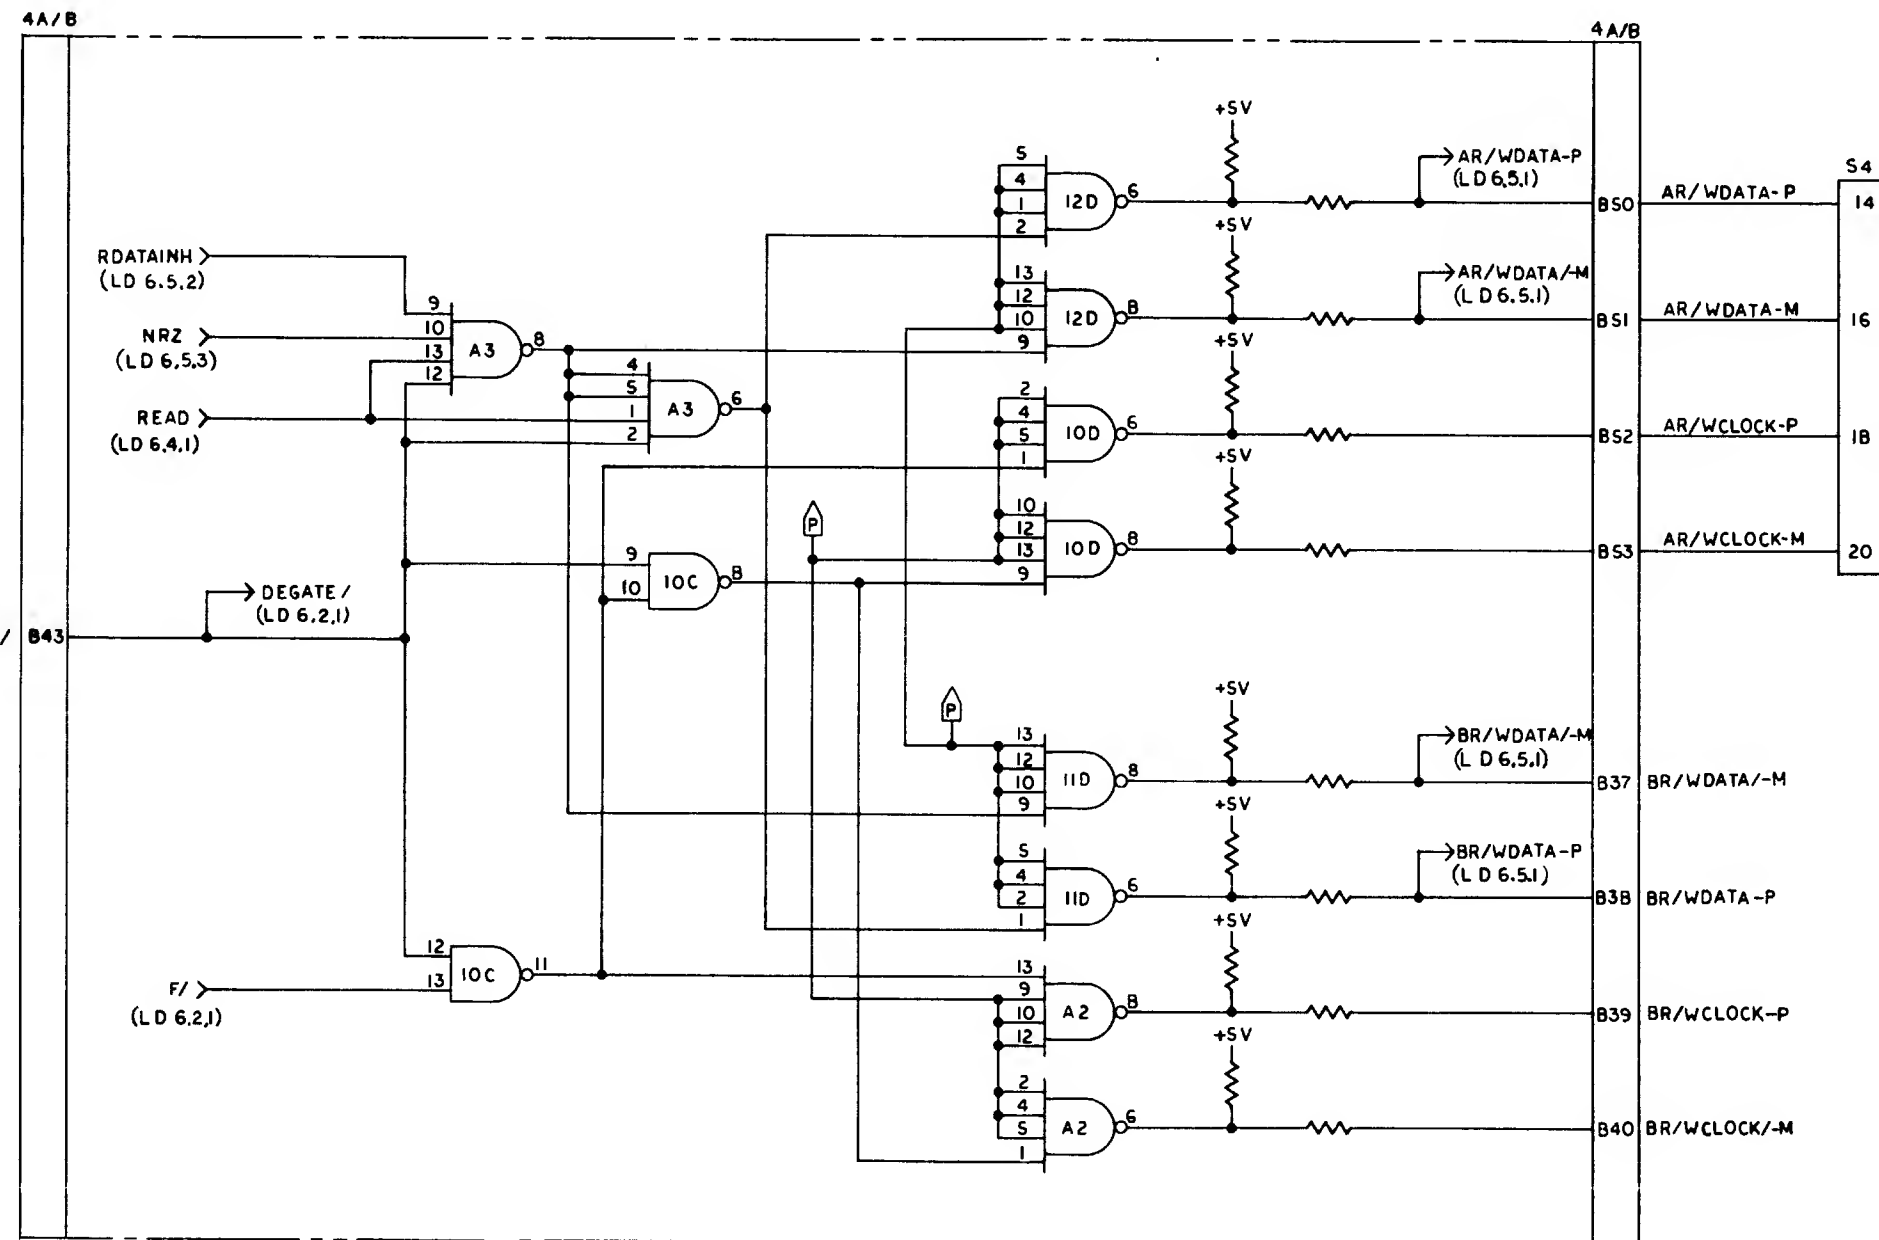 4A/B
4A/B
+5V
AR/WDATA-P
(LD 6.5.1)
S4
5
4
1
2
12D
6
B50
AR/WDATA-P
14
+5V
RDATAINH
(LD 6.5.2)
AR/WDATA/-M
(LD 6.5.1)
13
12
10
9
12D
8
B51
AR/WDATA-M
16
+5V
NRZ
(LD 6.5.3)
9
10
13
12
A3
8
READ
(LD 6.4.1)
4
5
1
2
A3
6
2
4
5
1
10D
6
B52
AR/WCLOCK-P
18
+5V
P
10
12
13
9
10D
8
B53
AR/WCLOCK-M
20
9
10
10C
8
DEGATE/
(LD 6.2.1)
/
B43
P
+5V
BR/WDATA/-M
(LD 6.5.1)
13
12
10
9
11D
8
B37
BR/WDATA/-M
+5V
BR/WDATA-P
(LD 6.5.1)
5
4
2
1
11D
6
B38
BR/WDATA-P
+5V
12
13
10C
11
F/
(LD 6.2.1)
13
9
10
12
A2
8
B39
BR/WCLOCK-P
+5V
2
4
5
1
A2
6
B40
BR/WCLOCK/-M